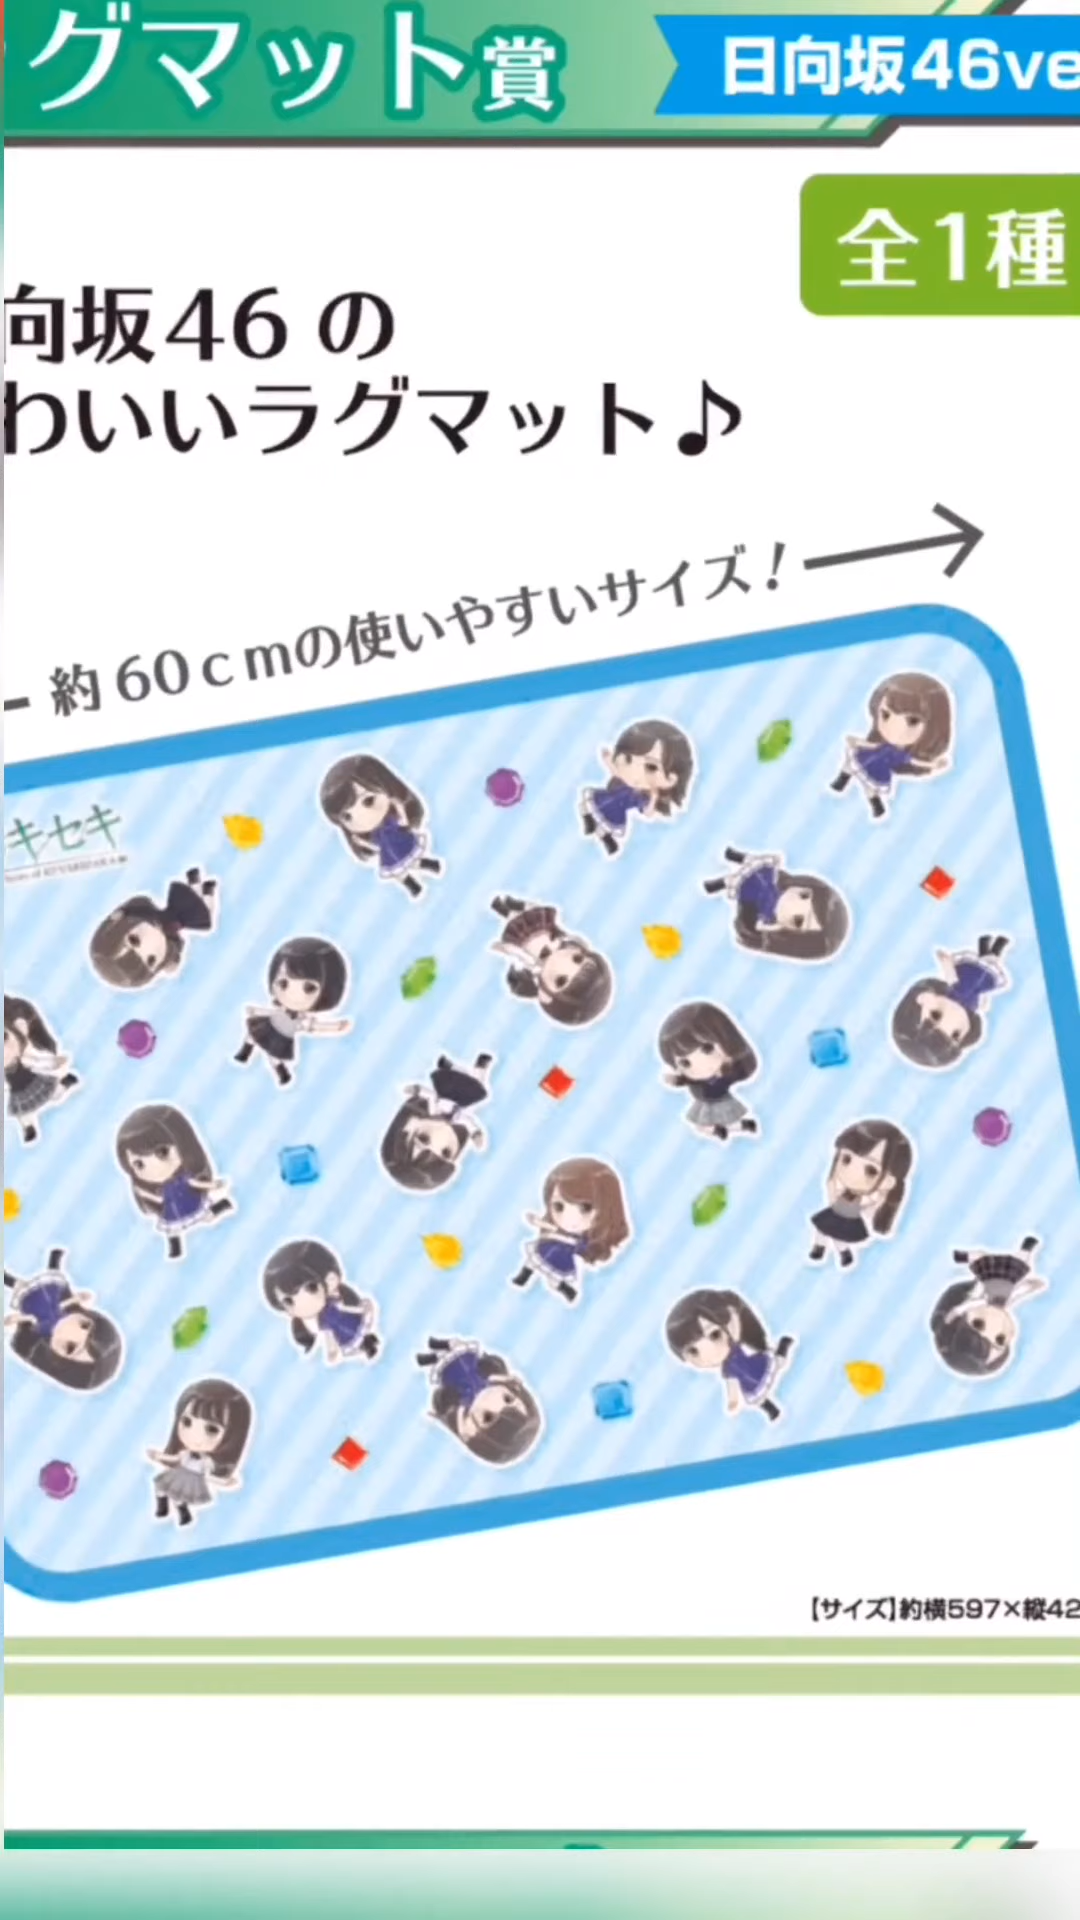 グマット賞
日向坂46ve
全1種
向坂46の
わいいラグマット♪
約60cmの使いやすいサイズ!
キセキ
【サイズ】約横597×縦42